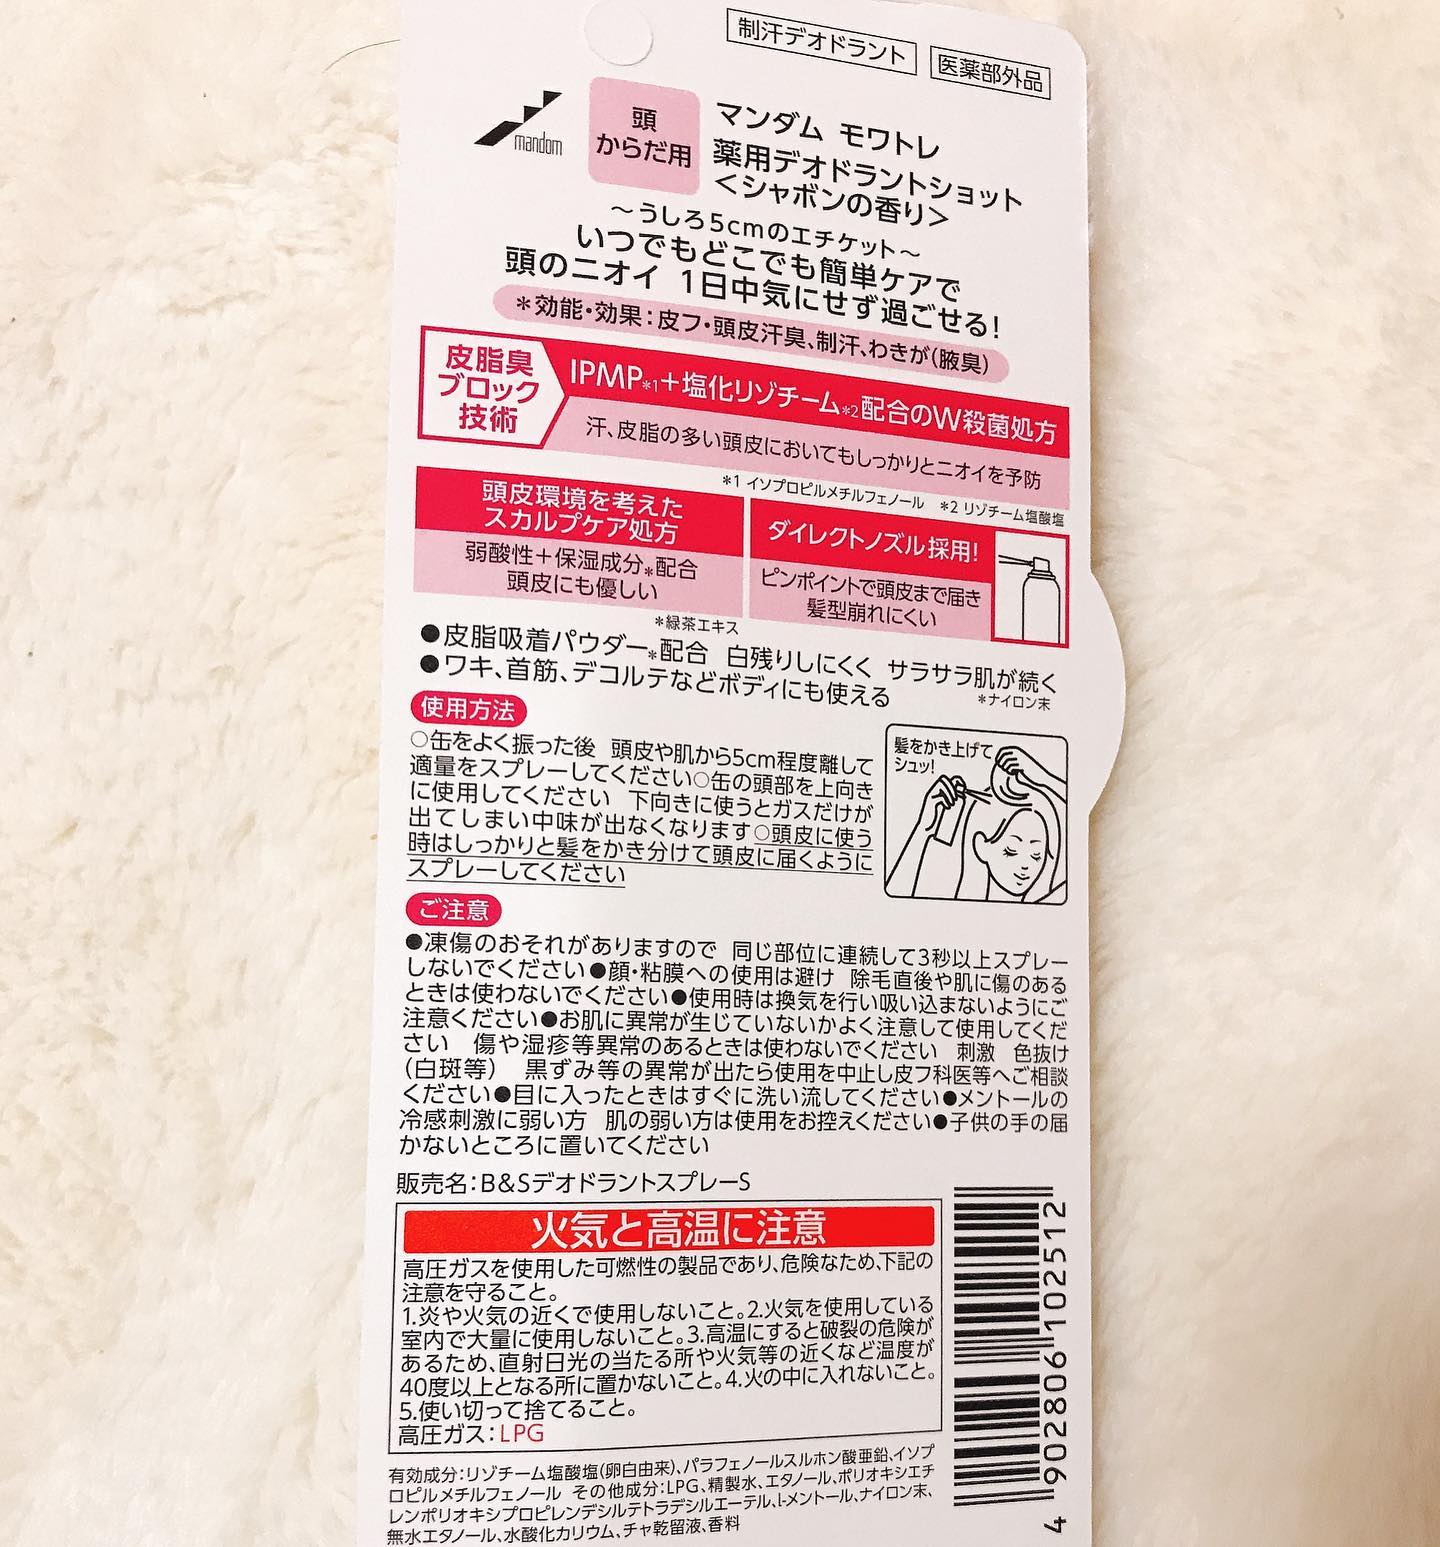 制汗デオドラント
医薬部外品
mandom
頭
からだ用
マンダム モワトレ
薬用デオドラントショット
<シャボンの香り>
～うしろ5cmのエチケット～
いつでもどこでも簡単ケアで
頭のニオイ 1日中気にせず過ごせる!
＊効能・効果:皮フ・頭皮汗臭、制汗、わきが(腋臭)
皮脂臭
ブロック
技術
IPMP*1+塩化リゾチーム*2配合のW殺菌処方
汗、皮脂の多い頭皮においてもしっかりとニオイを予防
*1 イソプロピルメチルフェノール *2 リゾチーム塩酸塩
頭皮環境を考えた
スカルプケア処方
弱酸性+保湿成分*配合
頭皮にも優しい
*緑茶エキス
ダイレクトノズル採用!
ピンポイントで頭皮まで届き
髪型崩れにくい
●皮脂吸着パウダー*配合 白残りしにくく サラサラ肌が続く
●ワキ、首筋、デコルテなどボディにも使える
*ナイロン末
使用方法
○缶をよく振った後 頭皮や肌から5cm程度離して
適量をスプレーしてください○缶の頭部を上向き
に使用してください 下向きに使うとガスだけが
出てしまい中味が出なくなります○頭皮に使う
時はしっかりと髪をかき分けて頭皮に届くように
スプレーしてください
髪をかき上げて
シュッ!
ご注意
●凍傷のおそれがありますので 同じ部位に連続して3秒以上スプレー
しないでください●顔・粘膜への使用は避け 除毛直後や肌に傷のある
ときは使わないでください●使用時は換気を行い吸い込まないようにご
注意ください●お肌に異常が生じていないかよく注意して使用してくだ
さい 傷や湿疹等異常のあるときは使わないでください 刺激 色抜け
(白斑等) 黒ずみ等の異常が出たら使用を中止し皮フ科医等へご相談
ください●目に入ったときはすぐに洗い流してください●メントールの
冷感刺激に弱い方 肌の弱い方は使用をお控えください●子供の手の届
かないところに置いてください
販売名:B&SデオドラントスプレーS
火気と高温に注意
高圧ガスを使用した可燃性の製品であり、危険なため、下記の
注意を守ること。
1.炎や火気の近くで使用しないこと。2.火気を使用している
室内で大量に使用しないこと。3.高温にすると破裂の危険が
あるため、直射日光の当たる所や火気等の近くなど温度が
40度以上となる所に置かないこと。4.火の中に入れないこと。
5.使い切って捨てること。
高圧ガス:LPG
4 902806 102512
有効成分:リゾチーム塩酸塩(卵白由来)、パラフェノールスルホン酸亜鉛、イソプ
ロピルメチルフェノール その他成分:LPG、精製水、エタノール、ポリオキシエチ
レンポリオキシプロピレンデシルテトラデシルエーテル、l-メントール、ナイロン末、
無水エタノール、水酸化カリウム、チャ乾留液、香料